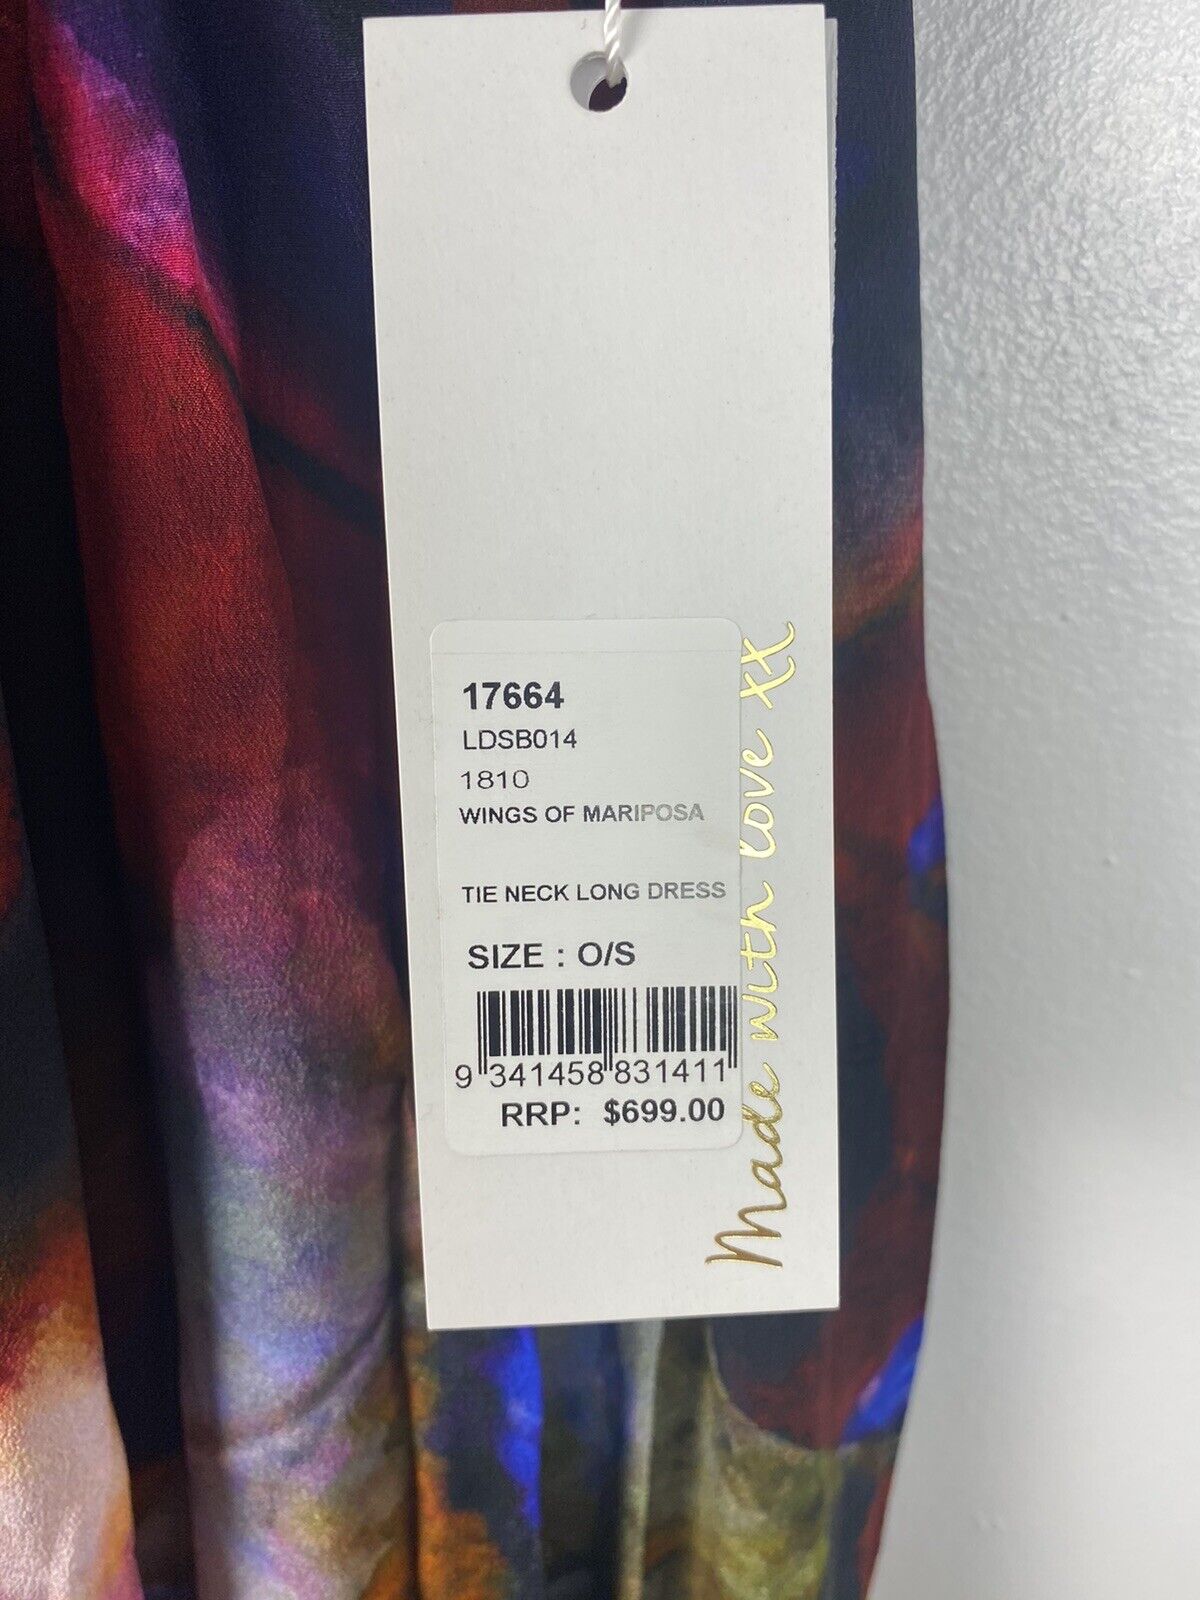 17664
LDSB014
1810
WINGS OF MARIPOSA
TIE NECK LONG DRESS
SIZE : O/S
9 341458 831411
RRP: $699.00
Made with love xx